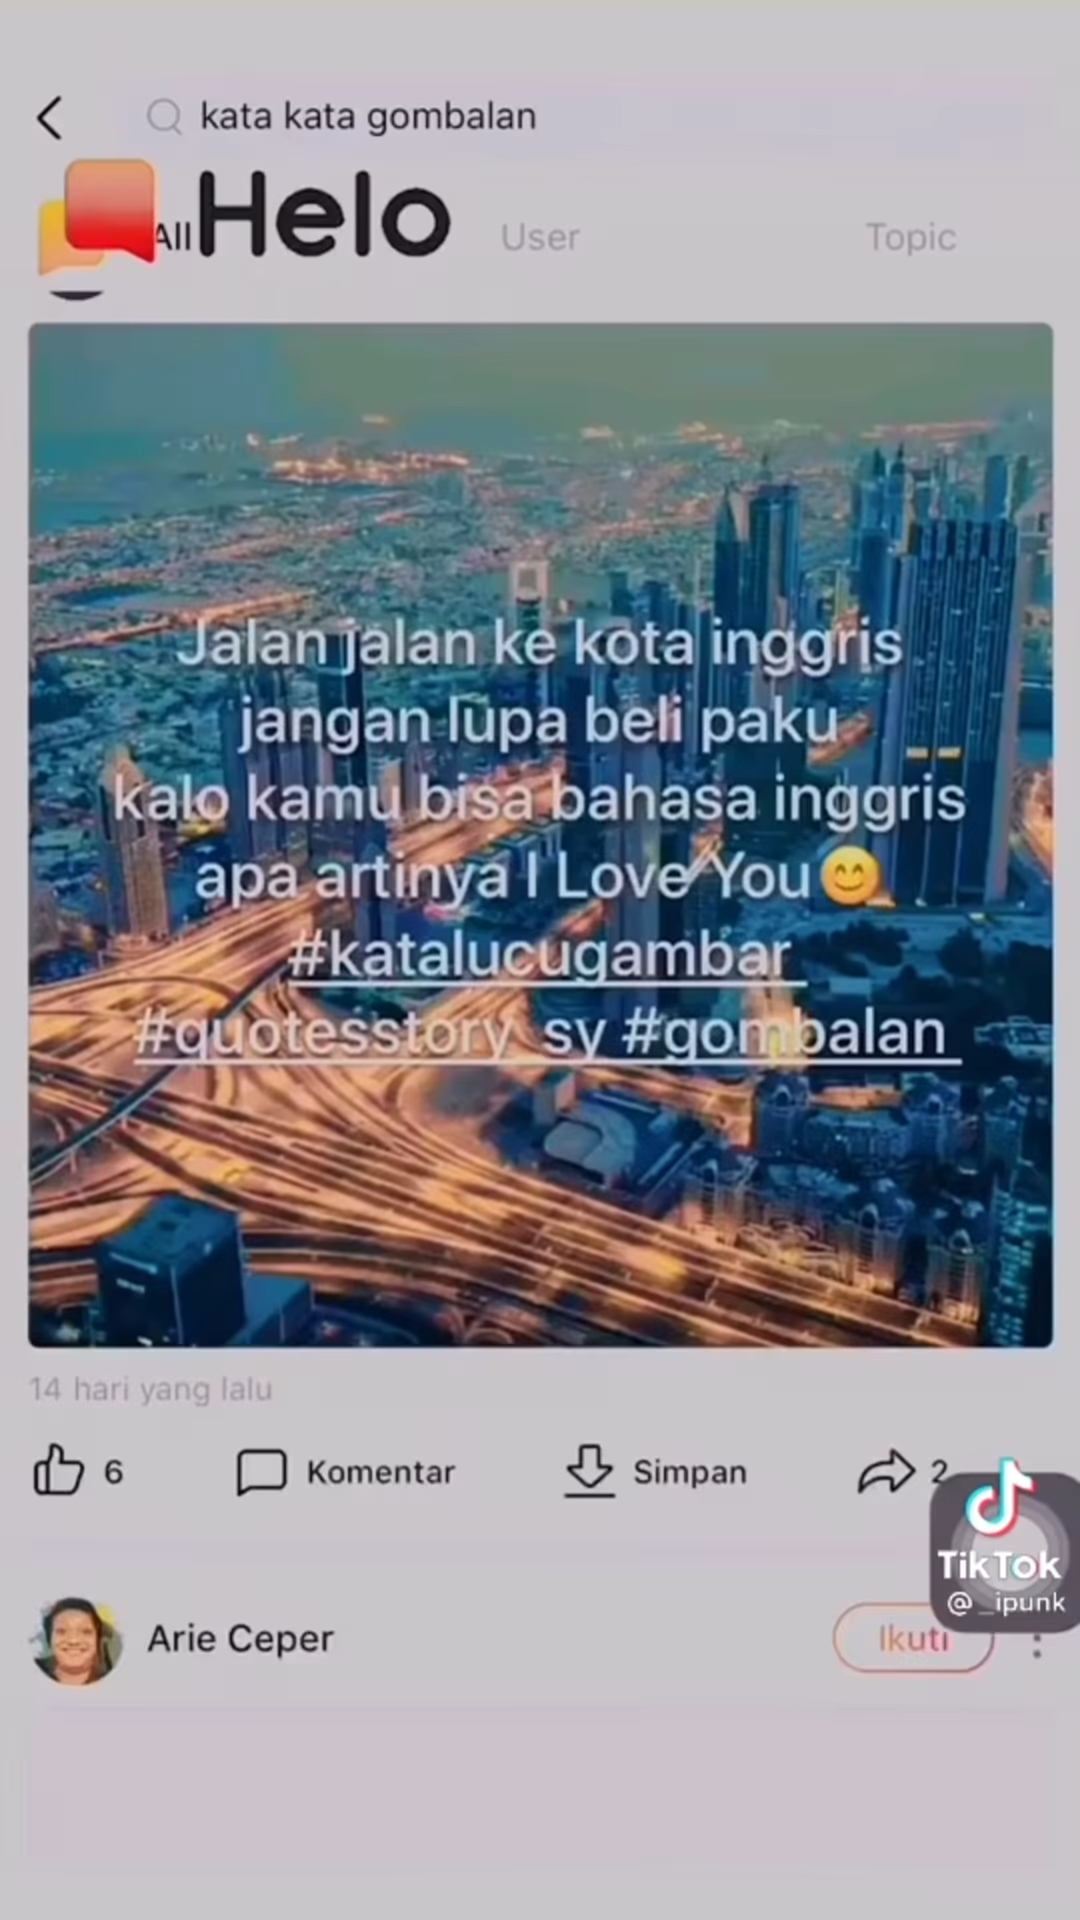 kata kata gombalan
Helo
All
User
Topic
Jalan jalan ke kota inggris
jangan lupa beli paku
kalo kamu bisa bahasa inggris
apa artinya I Love You😊
#katalucugambar
#quotesstory_sy #gombalan
14 hari yang lalu
6
Komentar
Simpan
2
TikTok
@_ipunk
Arie Ceper
Ikuti